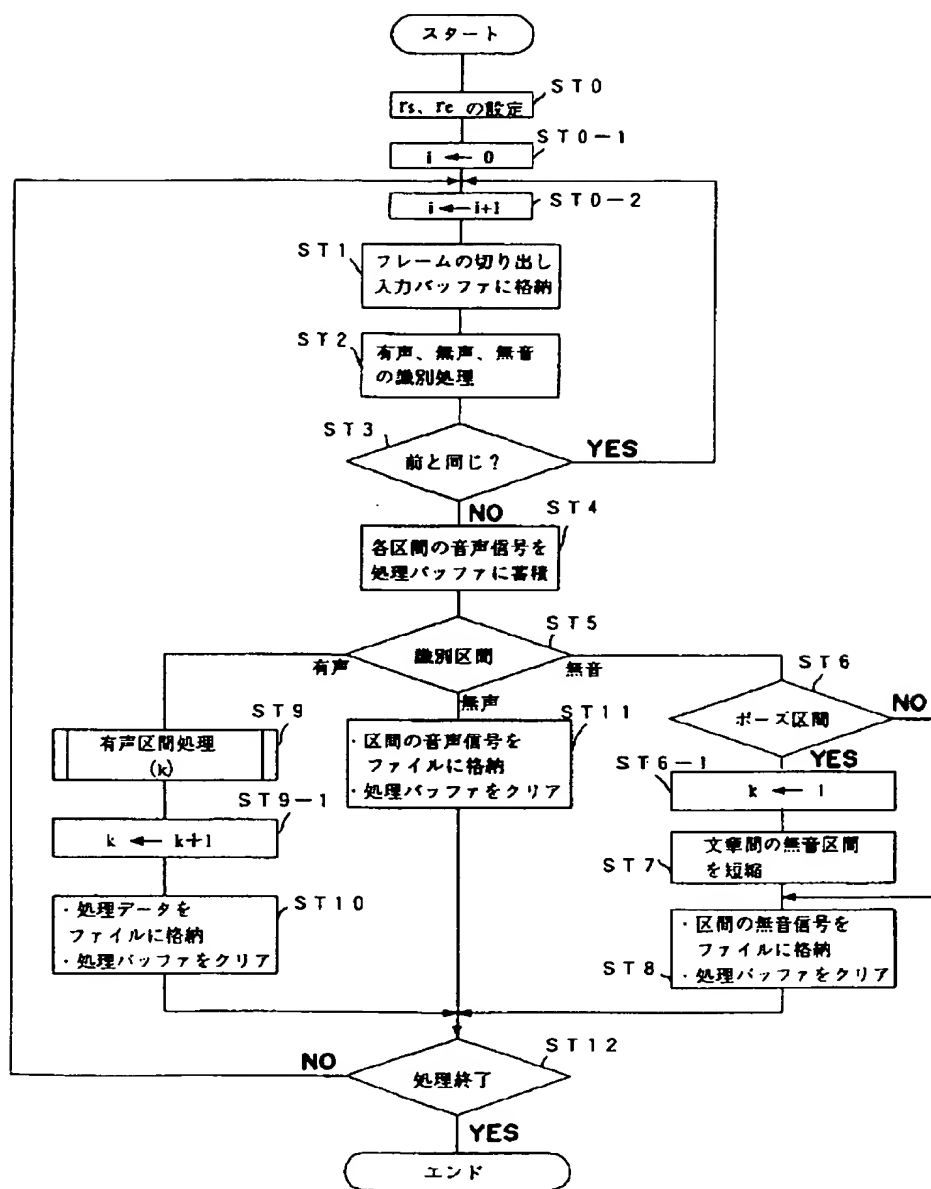 スタート
ST0
rs、re の設定
ST0-1
i ← 0
ST0-2
i ← i+1
ST1
フレームの切り出し
入力バッファに格納
ST2
有声、無声、無音
の識別処理
ST3
前と同じ?
YES
NO
ST4
各区間の音声信号を
処理バッファに蓄積
ST5
識別区間
有声
無声
無音
ST9
有声区間処理
(k)
ST9-1
k ← k+1
ST10
・処理データを
ファイルに格納
・処理バッファをクリア
ST11
・区間の音声信号を
ファイルに格納
・処理バッファをクリア
ST6
ポーズ区間
NO
YES
ST6-1
k ← 1
ST7
文章間の無音区間
を短縮
ST8
・区間の無音信号を
ファイルに格納
・処理バッファをクリア
ST12
処理終了
NO
YES
エンド